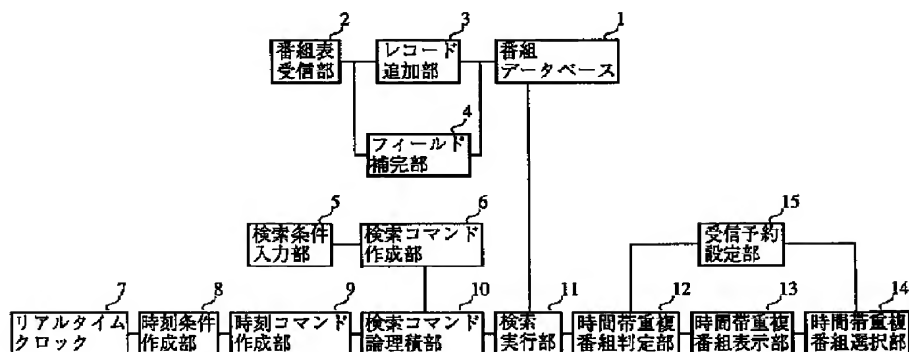 2
3
1
番組表
受信部
レコード
追加部
番組
データベース
4
フィールド
補完部
5
6
15
検索条件
入力部
検索コマンド
作成部
受信予約
設定部
7
8
9
10
11
12
13
14
リアルタイム
クロック
時刻条件
作成部
時刻コマンド
作成部
検索コマンド
論理積部
検索
実行部
時間帯重複
番組判定部
時間帯重複
番組表示部
時間帯重複
番組選択部